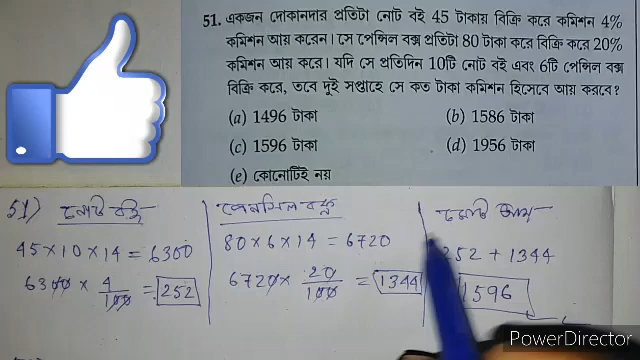 51. একজন দোকানদার প্রতিটা নোট বই 45 টাকায় বিক্রি করে কমিশন 4%
কমিশন আয় করেন। সে পেন্সিল বক্স প্রতিটা 80 টাকা করে বিক্রি করে 20%
কমিশন আয় করে। যদি সে প্রতিদিন 10টি নোট বই এবং 6টি পেন্সিল বক্স
বিক্রি করে, তবে দুই সপ্তাহে সে কত টাকা কমিশন হিসেবে আয় করবে?
(a) 1496 টাকা (b) 1586 টাকা
(c) 1596 টাকা (d) 1956 টাকা
(e) কোনোটিই নয়
51) নোট বই
45 × 10 × 14 = 6300
6300 × 4/100 = 252
পেনসিল বক্স
80 × 6 × 14 = 6720
6720 × 20/100 = 1344
মোট আয়
252 + 1344
1596
PowerDirector